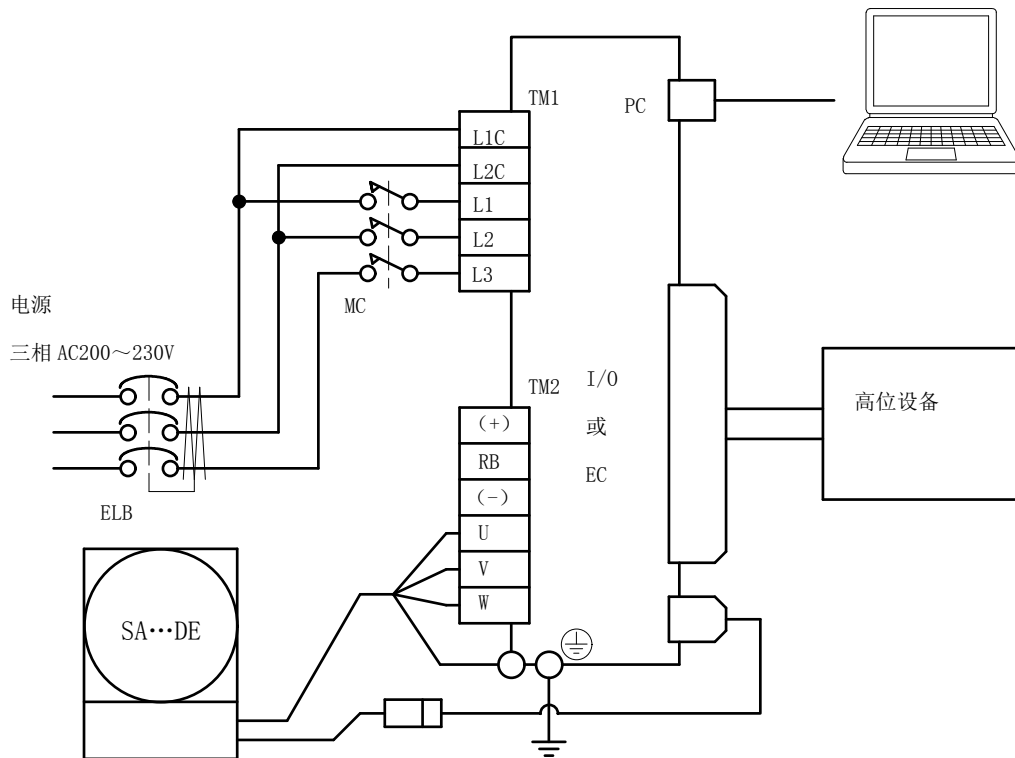 TM1
PC
L1C
L2C
L1
L2
L3
MC
电源
三相 AC200～230V
ELB
TM2
I/O
或
EC
(+)
RB
(-)
U
V
W
高位设备
SA…DE